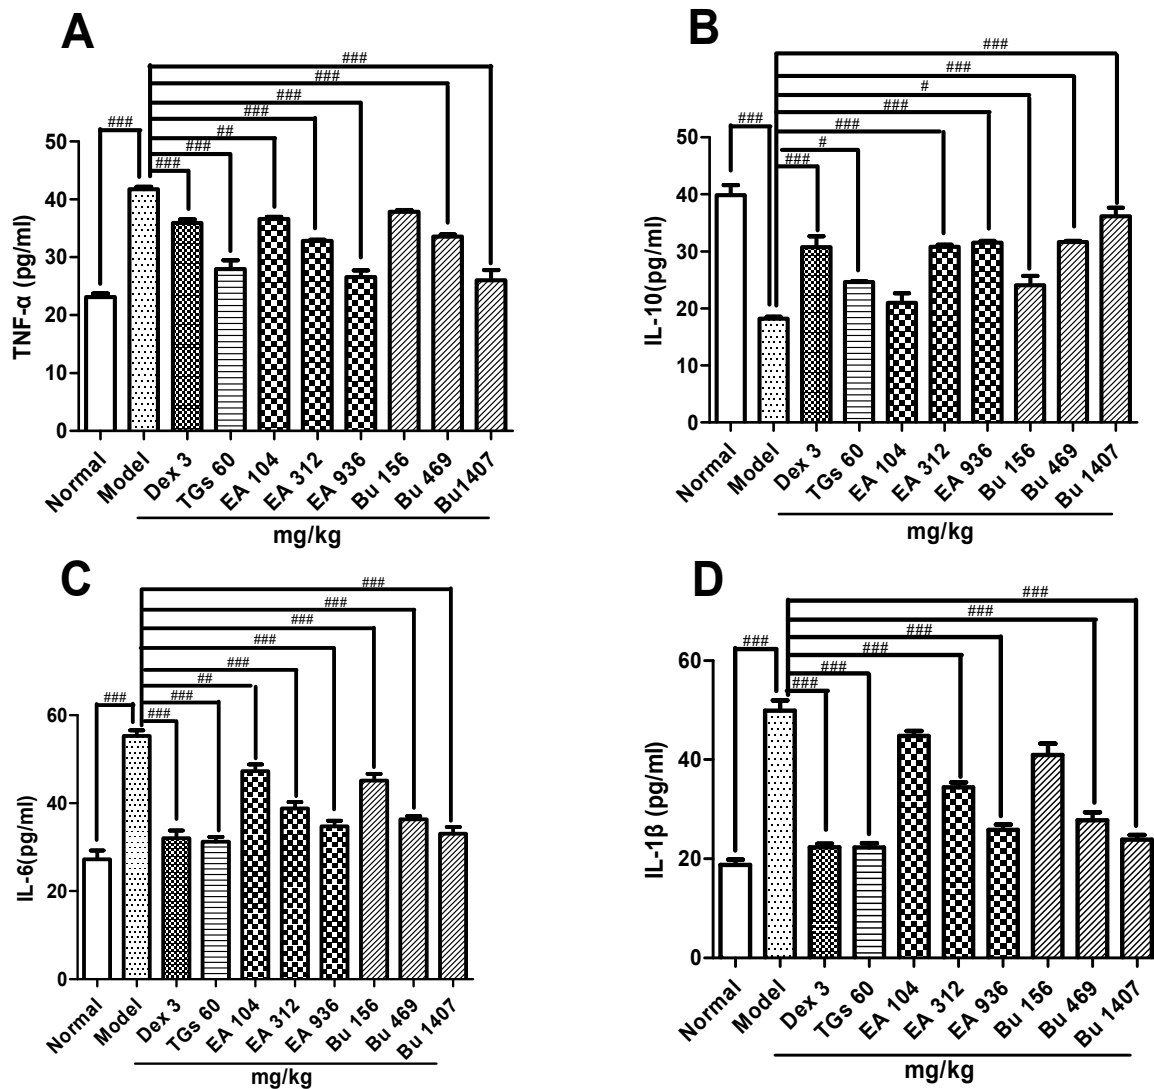 A
###
###
###
###
##
###
###
###
50
40
30
20
10
0
TNF-α (pg/ml)
Normal
Model
Dex 3
TGs 60
EA 104
EA 312
EA 936
Bu 156
Bu 469
Bu1407
mg/kg
B
###
###
#
###
###
###
#
###
50
40
30
20
10
0
IL-10(pg/ml)
Normal
Model
Dex 3
TGs 60
EA 104
EA 312
EA 936
Bu 156
Bu 469
Bu 1407
mg/kg
C
###
###
###
###
###
##
###
###
###
60
40
20
0
IL-6(pg/ml)
Normal
Model
Dex 3
TGs 60
EA 104
EA 312
EA 936
Bu 156
Bu 469
Bu 1407
mg/kg
D
###
###
###
###
###
###
###
60
40
20
0
IL-1β (pg/ml)
Normal
Model
Dex 3
TGs 60
EA 104
EA 312
EA 936
Bu 156
Bu 469
Bu 1407
mg/kg